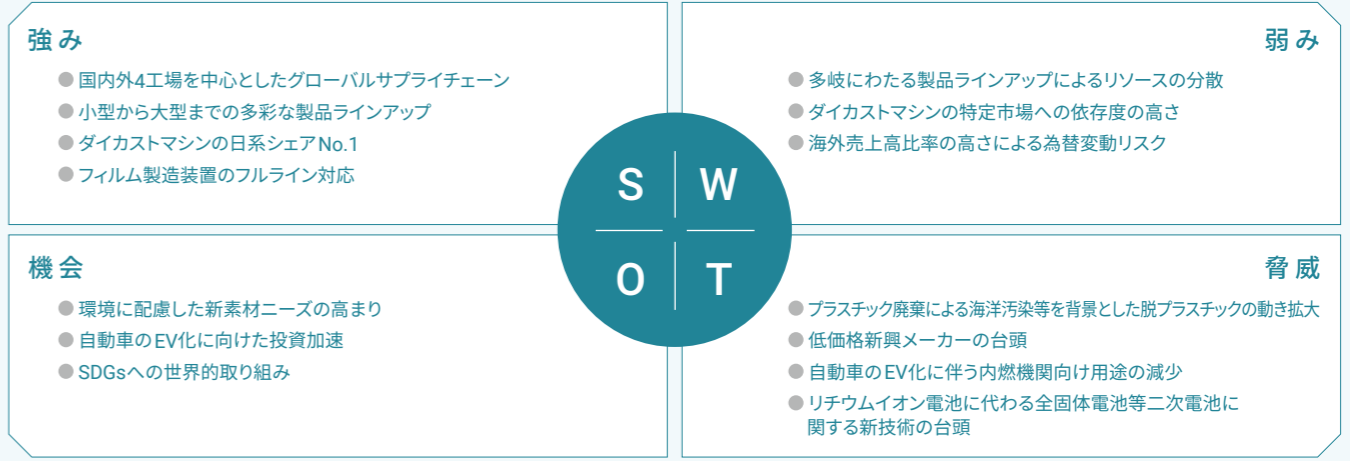 強み
国内外4工場を中心としたグローバルサプライチェーン
小型から大型までの多彩な製品ラインアップ
ダイカストマシンの日系シェアNo.1
フィルム製造装置のフルライン対応
弱み
多岐にわたる製品ラインアップによるリソースの分散
ダイカストマシンの特定市場への依存度の高さ
海外売上高比率の高さによる為替変動リスク
S W
O T
機会
環境に配慮した新素材ニーズの高まり
自動車のEV化に向けた投資加速
SDGsへの世界的取り組み
脅威
プラスチック廃棄による海洋汚染等を背景とした脱プラスチックの動き拡大
低価格新興メーカーの台頭
自動車のEV化に伴う内燃機関向け用途の減少
リチウムイオン電池に代わる全固体電池等二次電池に
関する新技術の台頭